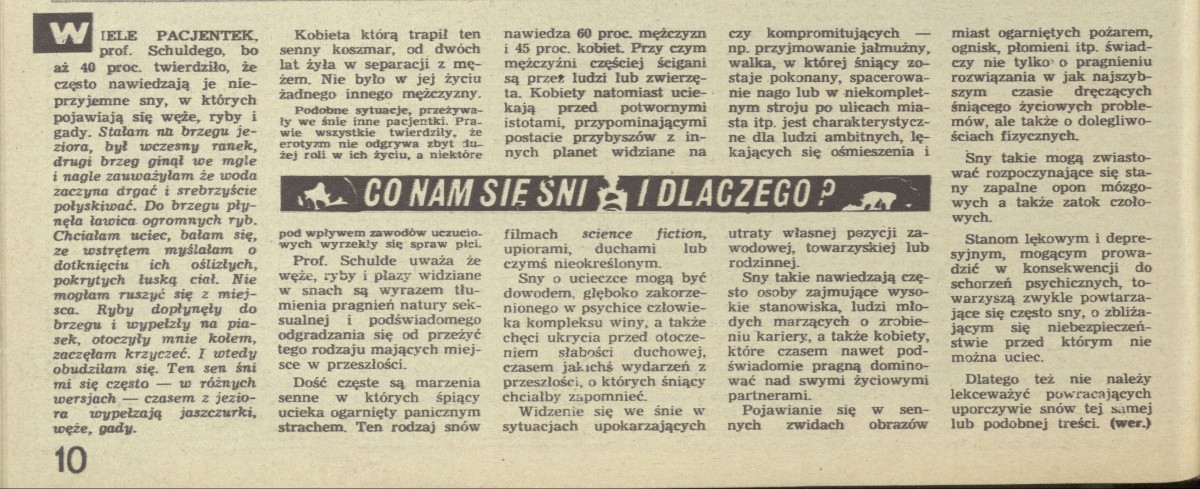 WIELE PACJENTEK,
prof. Schuldego, bo
aż 40 proc. twierdziło, że
często nawiedzają je nie-
przyjemne sny, w których
pojawiają się węże, ryby i
gady. Stałam na brzegu je-
ziora, był wczesny ranek,
drugi brzeg ginął we mgle
i nagle zauważyłam że woda
zaczyna drgać i srebrzyście
połyskiwać. Do brzegu pły-
nęła ławica ogromnych ryb.
Chciałam uciec, bałam się,
ze wstrętem myślałam o
dotknięciu ich oślizłych,
pokrytych łuską ciał. Nie
mogłam ruszyć się z miej-
sca. Ryby dopłynęły do
brzegu i wypełzły na pia-
sek, otoczyły mnie kołem,
zaczęłam krzyczeć. I wtedy
obudziłam się. Ten sen śni
mi się często — w różnych
wersjach — czasem z jezio-
ra wypełzają jaszczurki,
węże, gady.
Kobieta którą trapił ten
senny koszmar, od dwóch
lat żyła w separacji z mę-
żem. Nie było w jej życiu
żadnego innego mężczyzny.
Podobne sytuacje, przeżywa-
ły we śnie inne pacjentki. Pra-
wie wszystkie twierdziły, że
erotyzm nie odgrywa zbyt du-
żej roli w ich życiu, a niektóre
CO NAM SIĘ ŚNI I DLACZEGO?
pod wpływem zawodów uczucio-
wych wyrzekły się spraw płci.
Prof. Schulde uważa że
węże, ryby i płazy widziane
w snach są wyrazem tłu-
mienia pragnień natury sek-
sualnej i podświadomego
odgradzania się od przeżyć
tego rodzaju mających miej-
sce w przeszłości.
Dość częste są marzenia
senne w których śpiący
ucieka ogarnięty panicznym
strachem. Ten rodzaj snów
nawiedza 60 proc. mężczyzn
i 45 proc. kobiet. Przy czym
mężczyźni częściej ścigani
są przez ludzi lub zwierzę-
ta. Kobiety natomiast ucie-
kają przed potwornymi
istotami, przypominającymi
postacie przybyszów z in-
nych planet widziane na
filmach science fiction,
upiorami, duchami lub
czymś nieokreślonym.
Sny o ucieczce mogą być
dowodem, głęboko zakorze-
nionego w psychice człowie-
ka kompleksu winy, a także
chęci ukrycia przed otocze-
niem słabości duchowej,
czasem jakichś wydarzeń z
przeszłości, o których śniący
chciałby zapomnieć.
Widzenie się we śnie w
sytuacjach upokarzających
czy kompromitujących —
np. przyjmowanie jałmużny,
walka, w której śniący zo-
staje pokonany, spacerowa-
nie nago lub w niekomplet-
nym stroju po ulicach mia-
sta itp. jest charakterystycz-
ne dla ludzi ambitnych, lę-
kających się ośmieszenia i
utraty własnej pozycji za-
wodowej, towarzyskiej lub
rodzinnej.
Sny takie nawiedzają czę-
sto osoby zajmujące wyso-
kie stanowiska, ludzi mło-
dych marzących o zrobie-
niu kariery, a także kobiety,
które czasem nawet pod-
świadomie pragną domino-
wać nad swymi życiowymi
partnerami.
Pojawianie się w sen-
nych zwidach obrazów
miast ogarniętych pożarem,
ognisk, płomieni itp. świad-
czy nie tylko o pragnieniu
rozwiązania w jak najszyb-
szym czasie dręczących
śniącego życiowych proble-
mów, ale także o dolegliwo-
ściach fizycznych.
Sny takie mogą zwiasto-
wać rozpoczynające się sta-
ny zapalne opon mózgo-
wych a także zatok czoło-
wych.
Stanom lękowym i depre-
syjnym, mogącym prowa-
dzić w konsekwencji do
schorzeń psychicznych, to-
warzyszą zwykle powtarza-
jące się często sny, o zbliża-
jącym się niebezpieczeń-
stwie przed którym nie
można uciec.
Dlatego też nie należy
lekceważyć powracających
uporczywie snów tej samej
lub podobnej treści. (wer.)
10